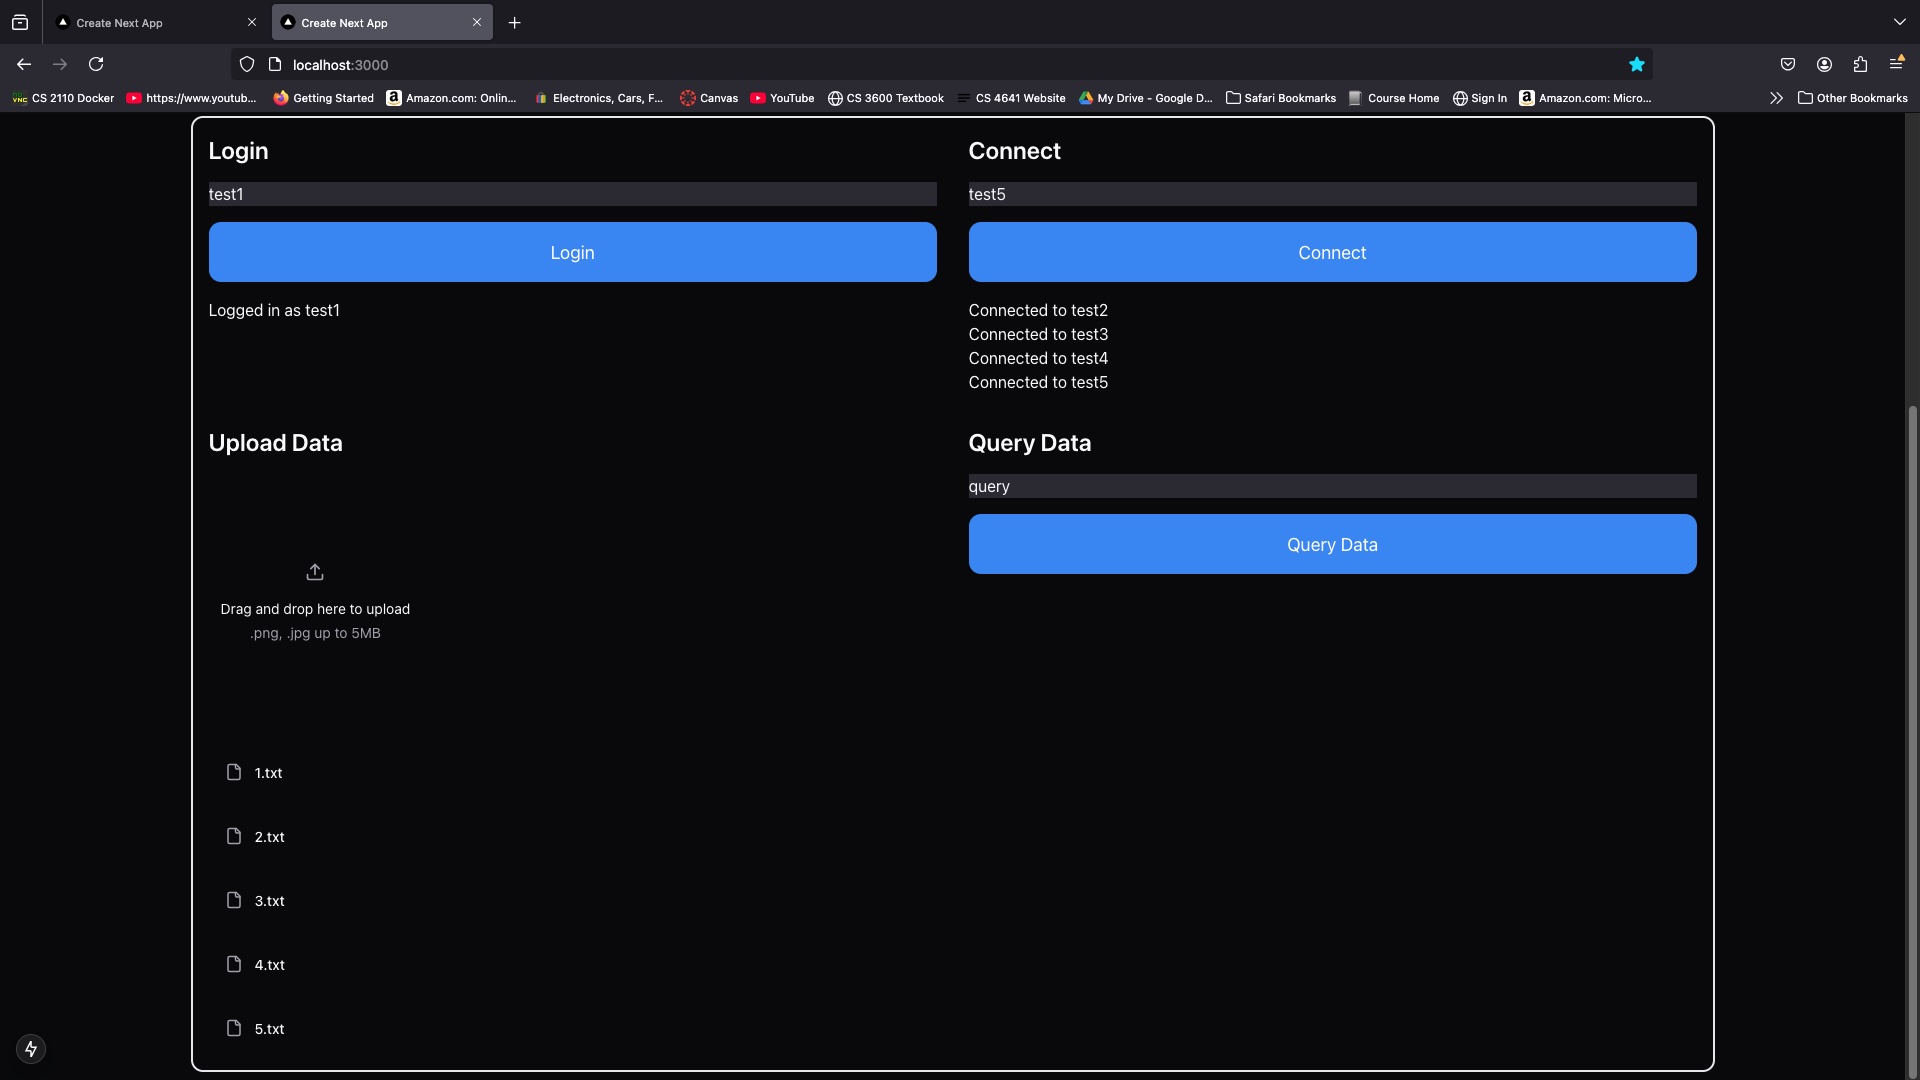 Create Next App
Create Next App
localhost:3000
CS 2110 Docker
https://www.youtub...
Getting Started
Amazon.com: Onlin...
Electronics, Cars, F...
Canvas
YouTube
CS 3600 Textbook
CS 4641 Website
My Drive - Google D...
Safari Bookmarks
Course Home
Sign In
Amazon.com: Micro...
Other Bookmarks
Login
test1
Login
Logged in as test1
Connect
test5
Connect
Connected to test2
Connected to test3
Connected to test4
Connected to test5
Upload Data
Drag and drop here to upload
.png, .jpg up to 5MB
1.txt
2.txt
3.txt
4.txt
5.txt
Query Data
query
Query Data